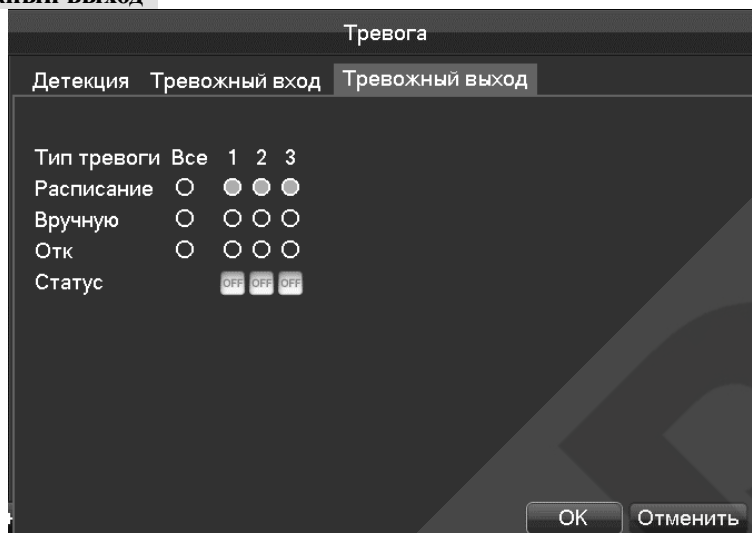 выход
Тревога
Детекция Тревожный вход Тревожный выход
Тип тревоги Все 1 2 3
Расписание
Вручную
Отк
Статус OFF OFF OFF
OK Отменить